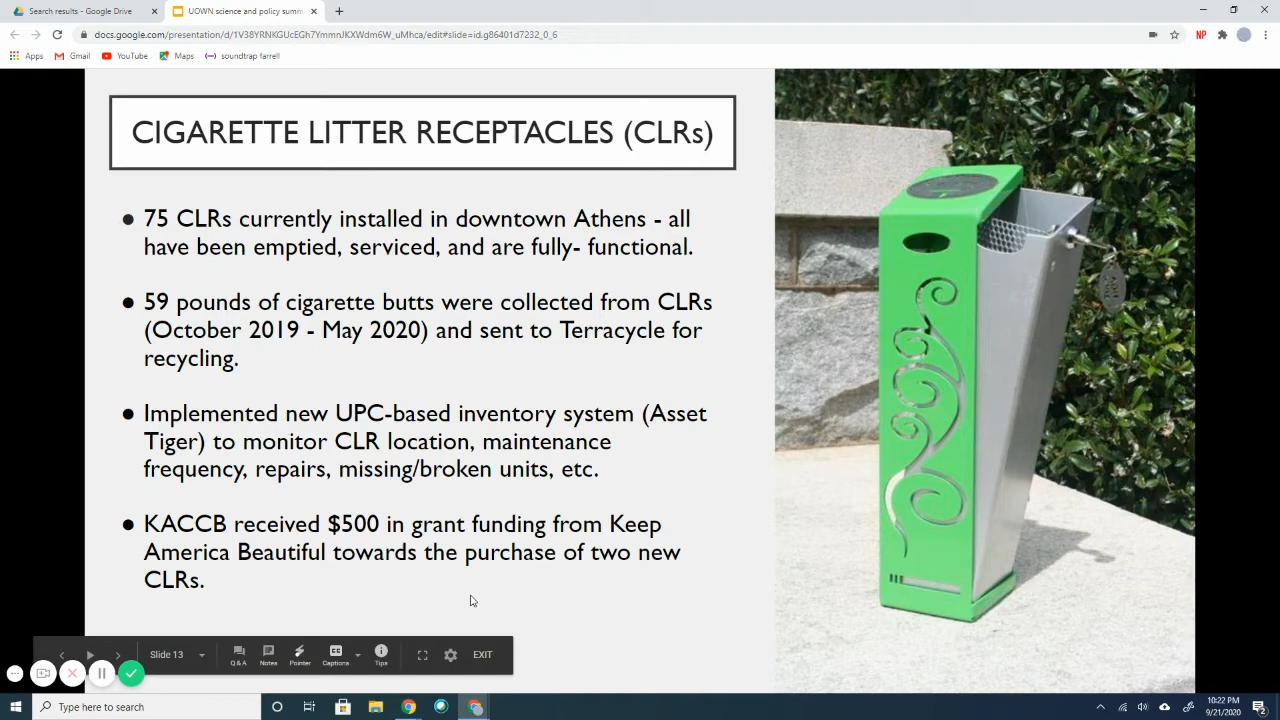 Search results - Google Drive
UOWN science and policy summ
docs.google.com/presentation/d/1V38YRNKGUcEGh7YmmnJKXWdm6W_uMhca/edit#slide=id.g86401d7232_0_6
NP
Apps
Gmail
YouTube
Maps
soundtrap farrell
CIGARETTE LITTER RECEPTACLES (CLRs)
● 75 CLRs currently installed in downtown Athens - all
have been emptied, serviced, and are fully- functional.
● 59 pounds of cigarette butts were collected from CLRs
(October 2019 - May 2020) and sent to Terracycle for
recycling.
● Implemented new UPC-based inventory system (Asset
Tiger) to monitor CLR location, maintenance
frequency, repairs, missing/broken units, etc.
● KACCB received $500 in grant funding from Keep
America Beautiful towards the purchase of two new
CLRs.
Slide 13
Q & A
Notes
Pointer
Captions
Tips
EXIT
Type here to search
10:22 PM
9/21/2020
2